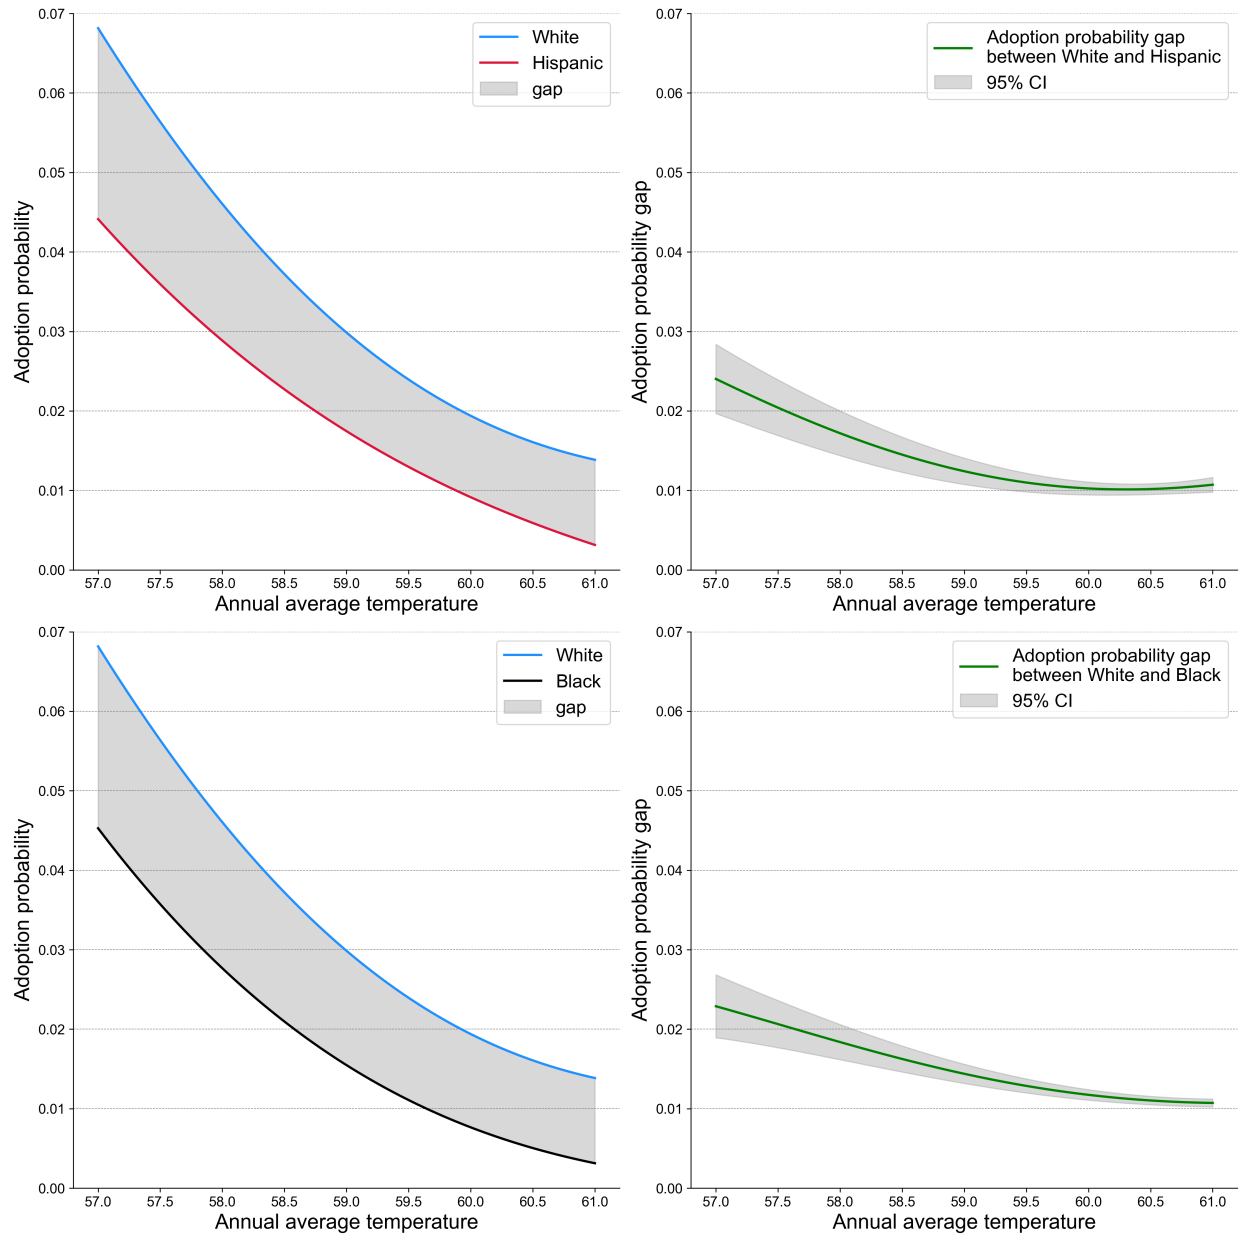 0.07
0.06
0.05
0.04
0.03
0.02
0.01
0.00
Adoption probability
White
Hispanic
gap
57.0 57.5 58.0 58.5 59.0 59.5 60.0 60.5 61.0
Annual average temperature
0.07
0.06
0.05
0.04
0.03
0.02
0.01
0.00
Adoption probability gap
Adoption probability gap
between White and Hispanic
95% CI
57.0 57.5 58.0 58.5 59.0 59.5 60.0 60.5 61.0
Annual average temperature
0.07
0.06
0.05
0.04
0.03
0.02
0.01
0.00
Adoption probability
White
Black
gap
57.0 57.5 58.0 58.5 59.0 59.5 60.0 60.5 61.0
Annual average temperature
0.07
0.06
0.05
0.04
0.03
0.02
0.01
0.00
Adoption probability gap
Adoption probability gap
between White and Black
95% CI
57.0 57.5 58.0 58.5 59.0 59.5 60.0 60.5 61.0
Annual average temperature